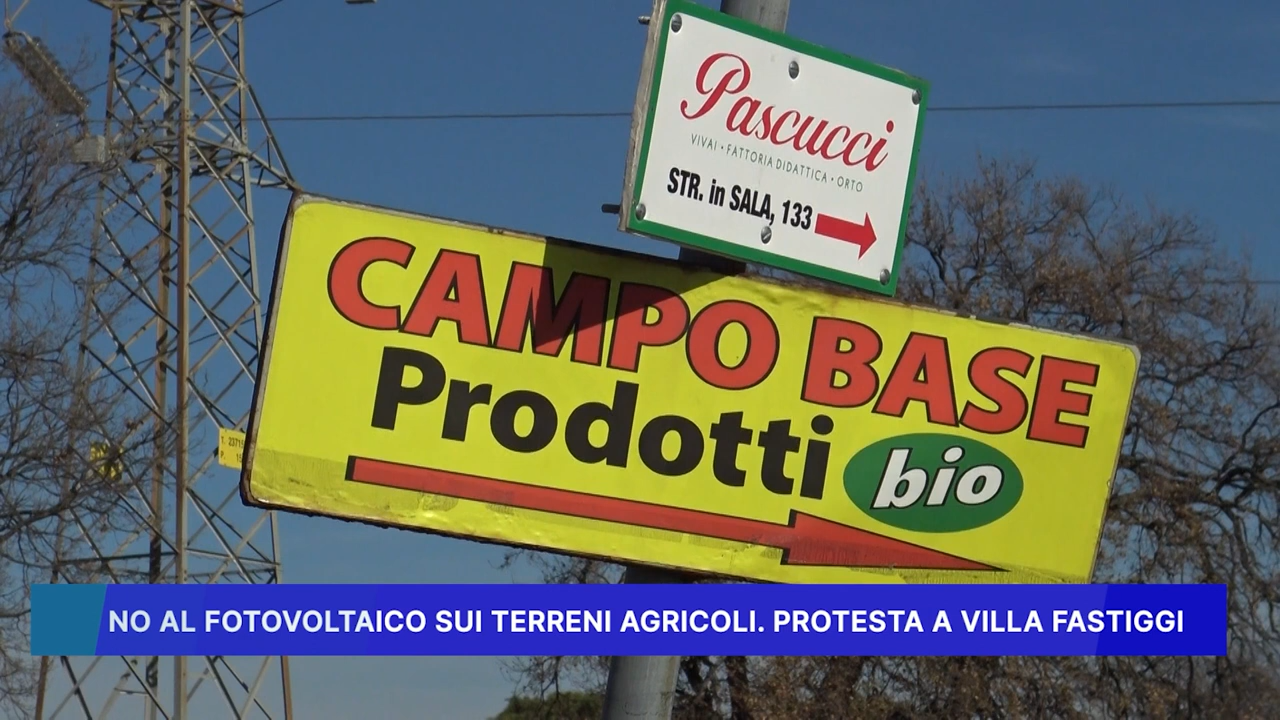 Pascucci
VIVAI • FATTORIA DIDATTICA • ORTO
STR. in SALA, 133
CAMPO BASE
Prodotti
bio
NO AL FOTOVOLTAICO SUI TERRENI AGRICOLI. PROTESTA A VILLA FASTIGGI